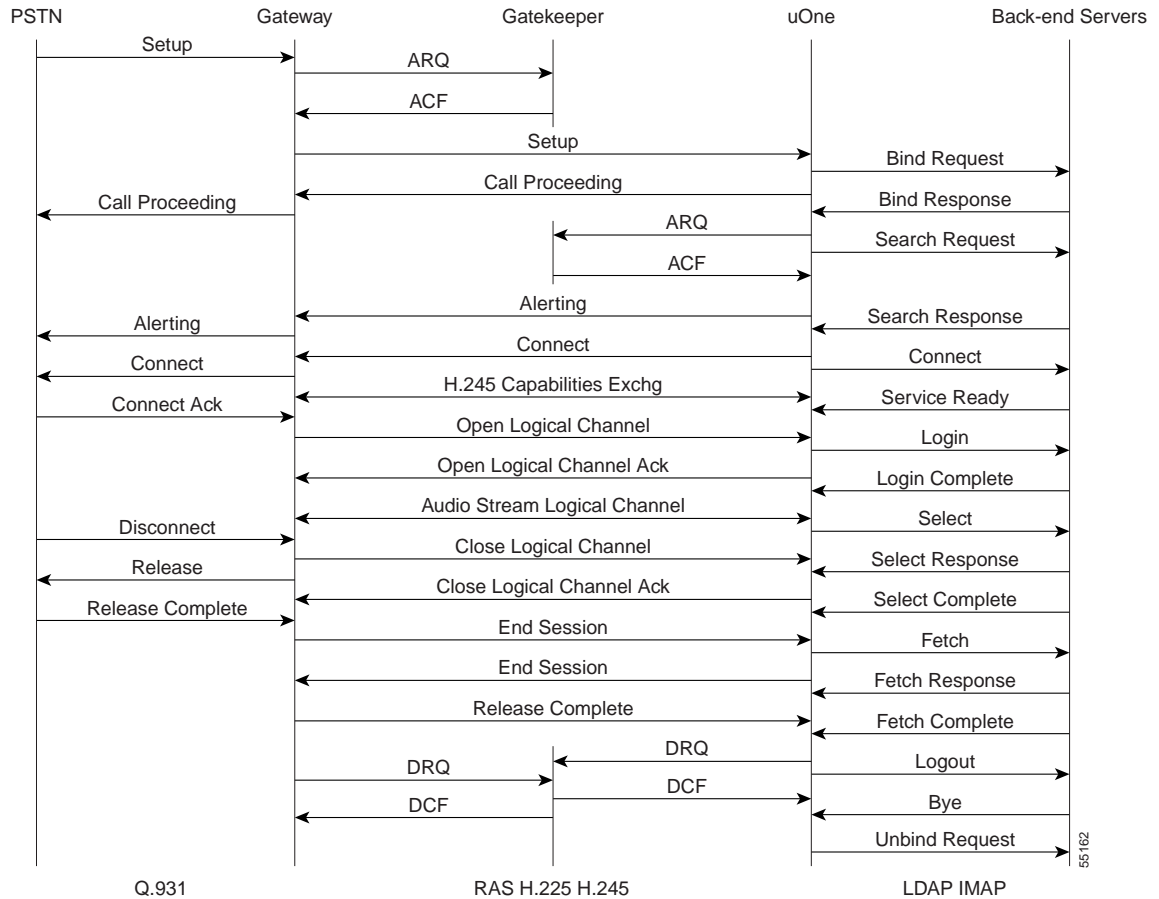 PSTN Gateway Gatekeeper uOne Back-end Servers
Setup
ARQ
ACF
Setup
Bind Request
Call Proceeding
Bind Response
Call Proceeding
ARQ
Search Request
ACF
Alerting
Search Response
Alerting
Connect
Connect
Connect
H.245 Capabilities Exchg
Service Ready
Connect Ack
Open Logical Channel
Login
Open Logical Channel Ack
Login Complete
Audio Stream Logical Channel
Select
Disconnect
Close Logical Channel
Select Response
Release
Close Logical Channel Ack
Select Complete
Release Complete
End Session
Fetch
End Session
Fetch Response
Release Complete
Fetch Complete
DRQ
Logout
DRQ
DCF
Bye
DCF
Unbind Request
55162
Q.931 RAS H.225 H.245 LDAP IMAP